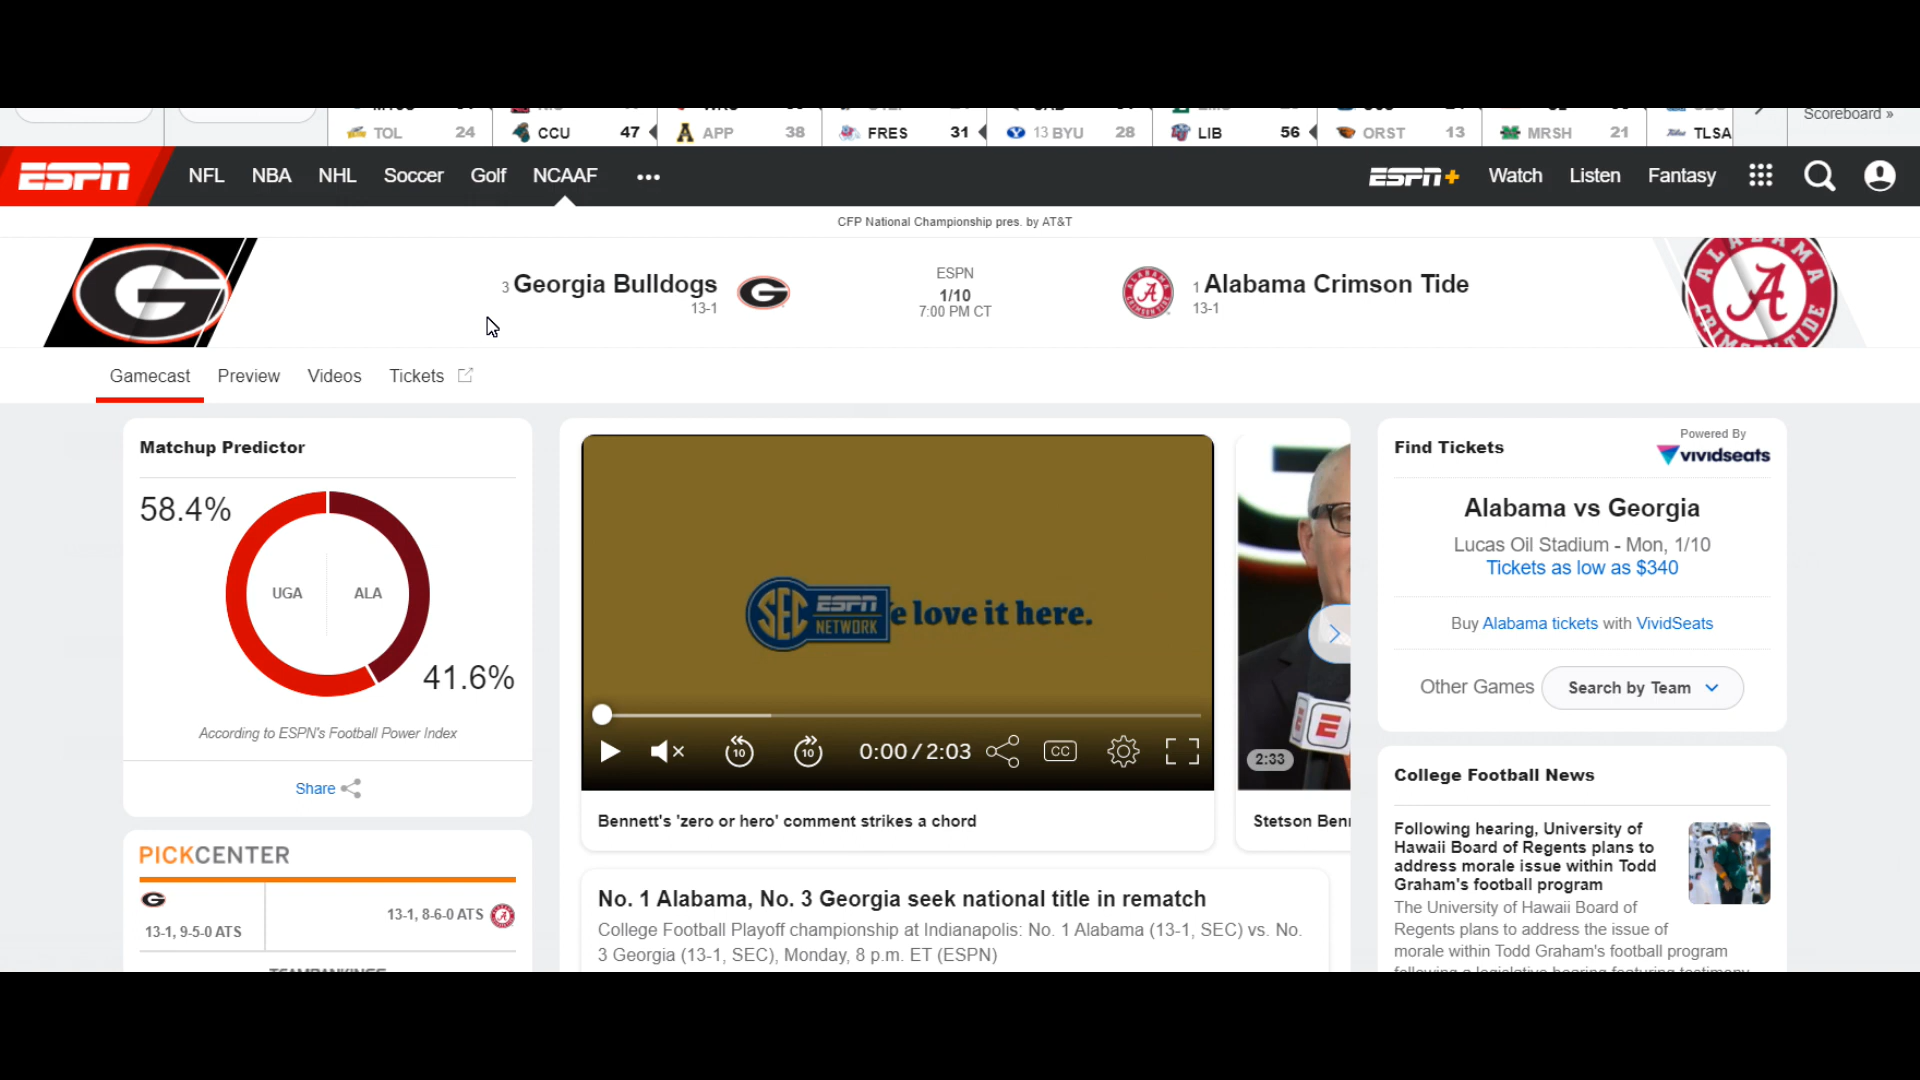 Scoreboard »
TOL 24
CCU 47
APP 38
FRES 31
13 BYU 28
LIB 56
ORST 13
MRSH 21
TLSA
ESPN NFL NBA NHL Soccer Golf NCAAF ••• ESPN+ Watch Listen Fantasy
CFP National Championship pres. by AT&T
3 Georgia Bulldogs
13-1
ESPN
1/10
7:00 PM CT
1 Alabama Crimson Tide
13-1
Gamecast Preview Videos Tickets
Matchup Predictor
58.4%
UGA ALA
41.6%
According to ESPN's Football Power Index
Share
PICKCENTER
13-1, 9-5-0 ATS
13-1, 8-6-0 ATS
SEC ESPN NETWORK
e love it here.
10 10 0:00 / 2:03 CC
Bennett's 'zero or hero' comment strikes a chord
2:33
Stetson Ben
No. 1 Alabama, No. 3 Georgia seek national title in rematch
College Football Playoff championship at Indianapolis: No. 1 Alabama (13-1, SEC) vs. No.
3 Georgia (13-1, SEC), Monday, 8 p.m. ET (ESPN)
Find Tickets
Powered By
vividseats
Alabama vs Georgia
Lucas Oil Stadium - Mon, 1/10
Tickets as low as $340
Buy Alabama tickets with VividSeats
Other Games Search by Team
College Football News
Following hearing, University of
Hawaii Board of Regents plans to
address morale issue within Todd
Graham's football program
The University of Hawaii Board of
Regents plans to address the issue of
morale within Todd Graham's football program